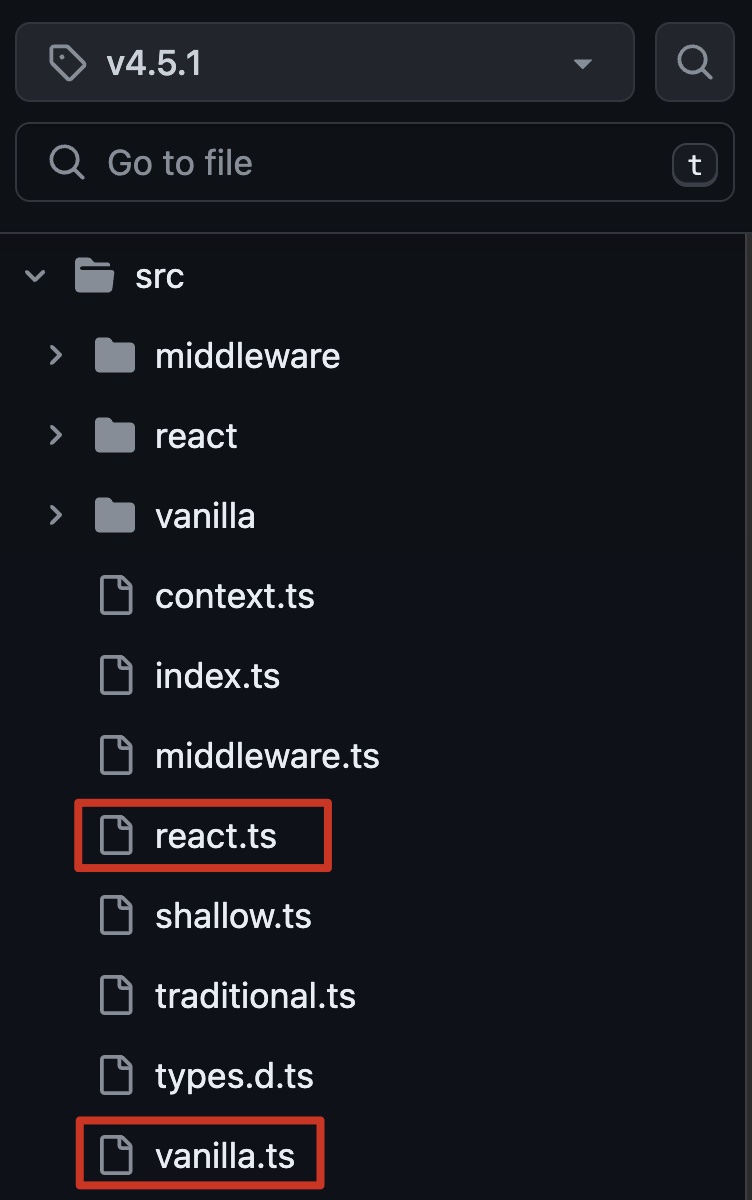 v4.5.1
Go to file
t
src
middleware
react
vanilla
context.ts
index.ts
middleware.ts
react.ts
shallow.ts
traditional.ts
types.d.ts
vanilla.ts